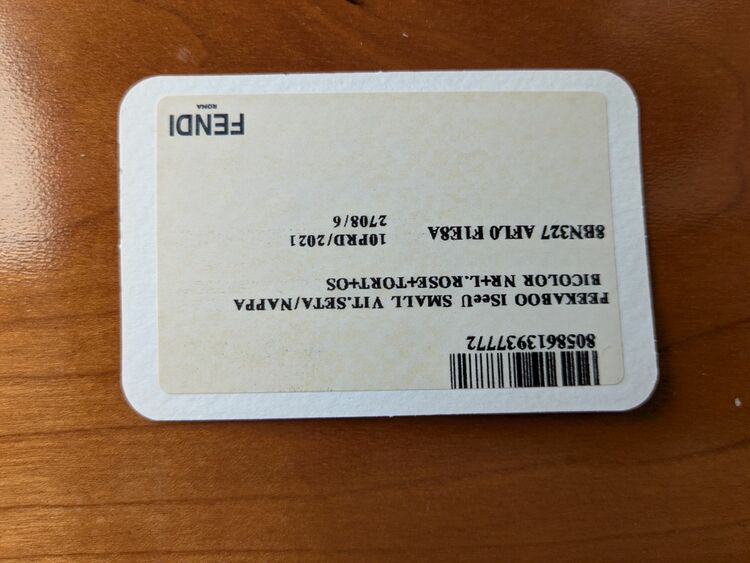 8058613937772
PEEKABOO ISeeU SMALL VIT.SETA/NAPPA
BICOLOR NR+L.ROSE+TORT+OS
8BN327 AFL0 F1E8A 10PRD/2021
2708/6
FENDI
ROMA